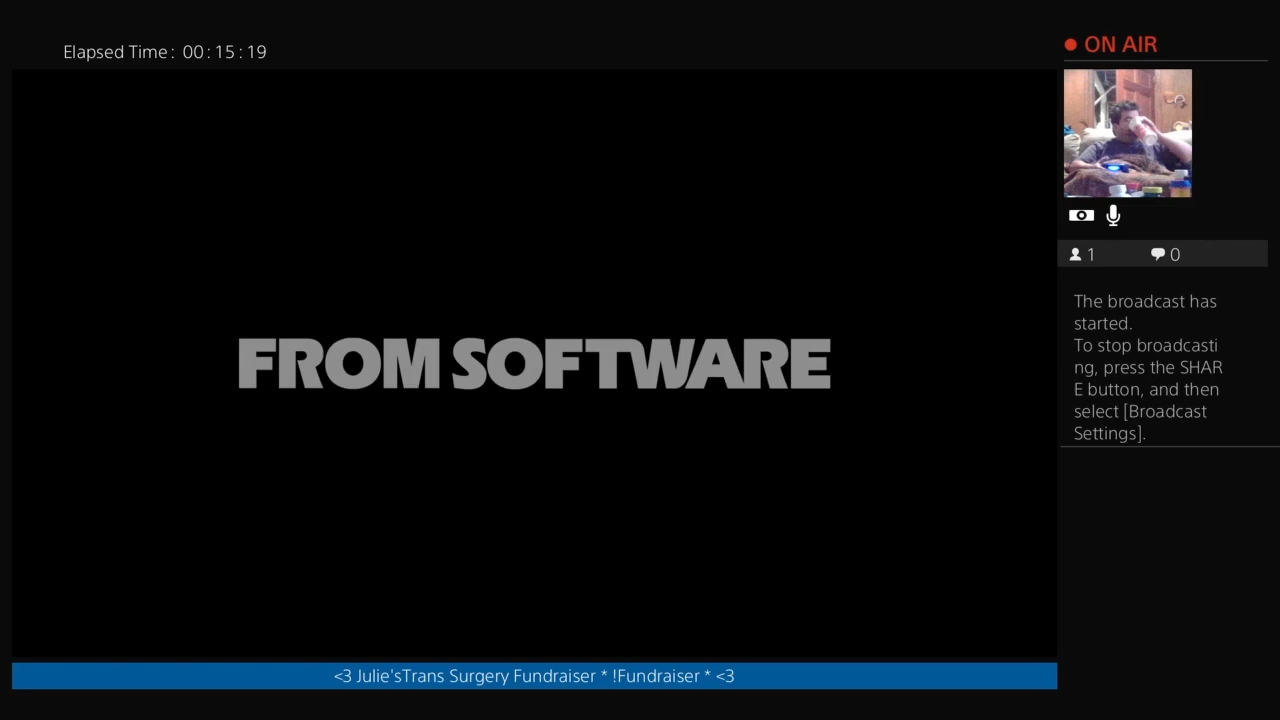 Elapsed Time: 00:15:19
ON AIR
1 0
The broadcast has
started.
To stop broadcasti
ng, press the SHAR
E button, and then
select [Broadcast
Settings].
FROM SOFTWARE
<3 Julie'sTrans Surgery Fundraiser * !Fundraiser * <3